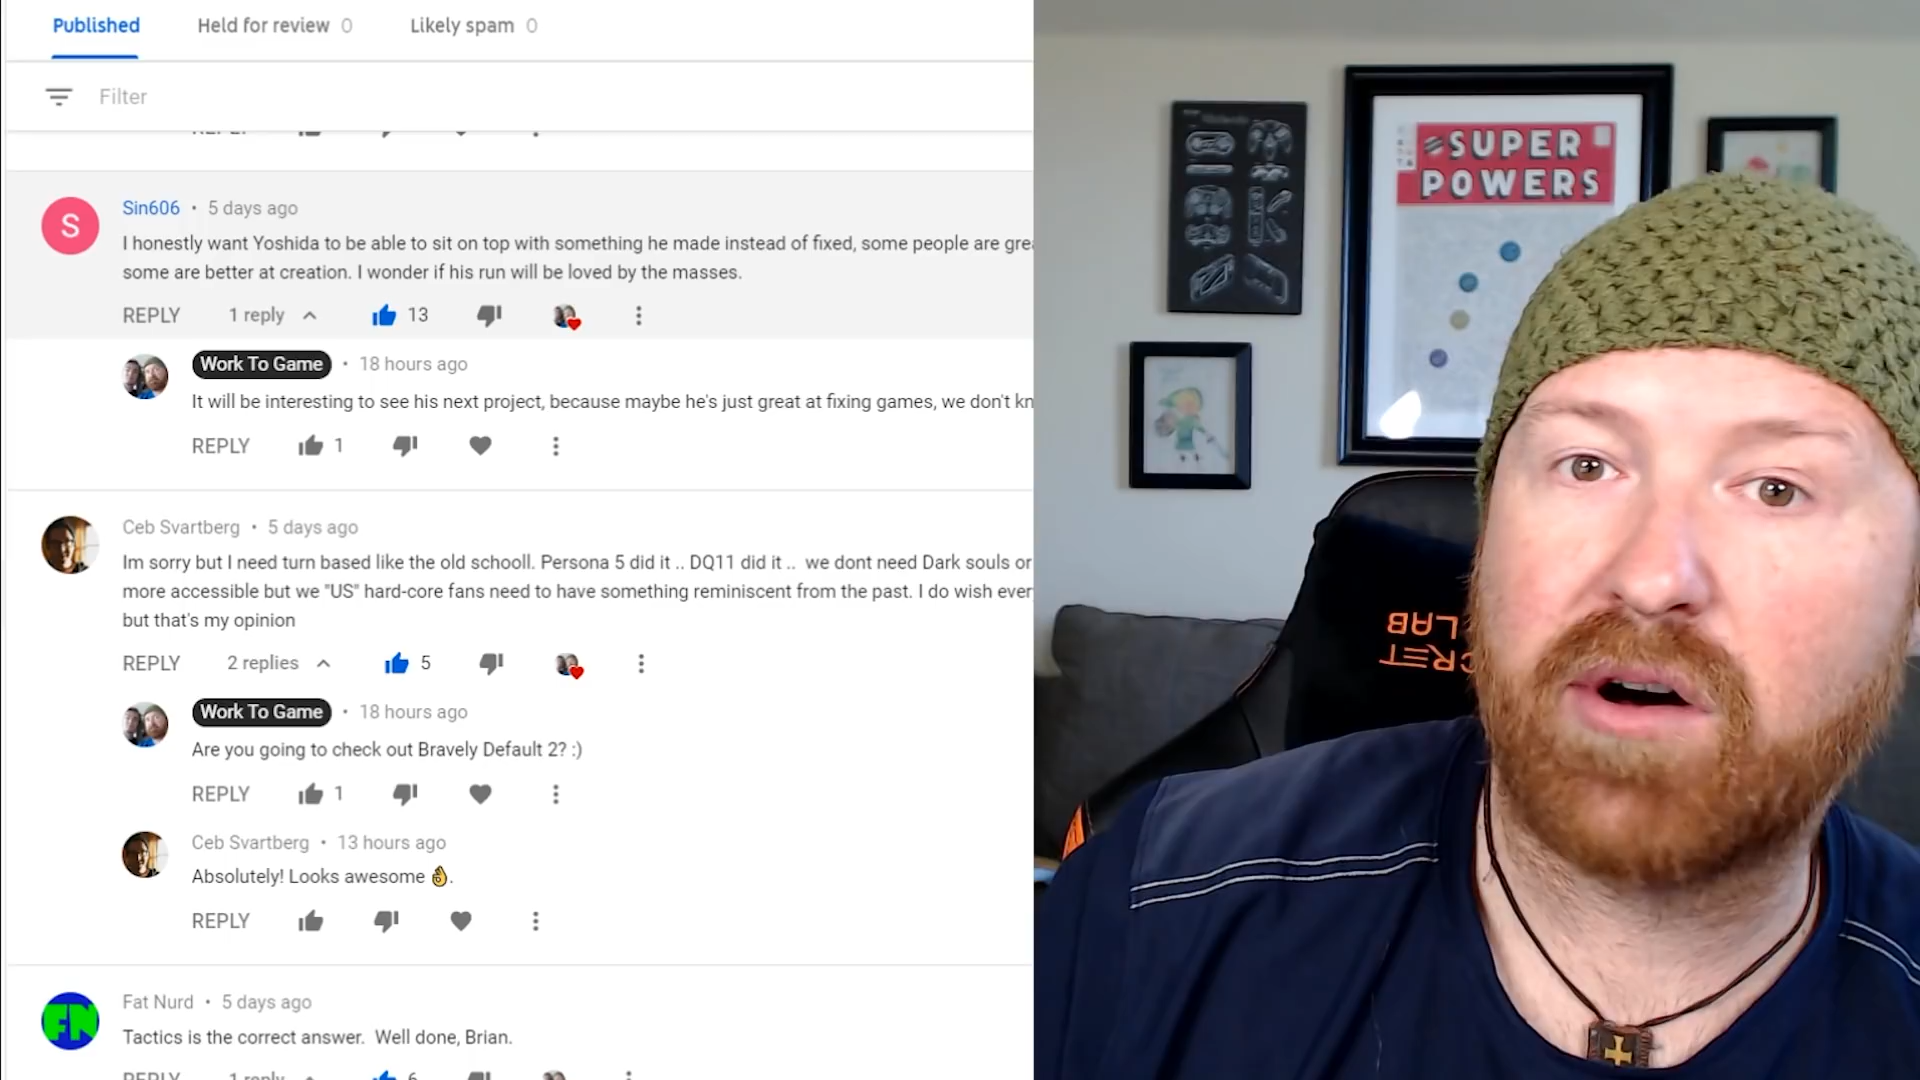 Published Held for review 0 Likely spam 0
Filter
Sin606 • 5 days ago
S
I honestly want Yoshida to be able to sit on top with something he made instead of fixed, some people are
some are better at creation. I wonder if his run will be loved by the masses.
REPLY 1 reply 13
Work To Game • 18 hours ago
It will be interesting to see his next project, because maybe he's just great at fixing games, we don't
REPLY 1
Ceb Svartberg • 5 days ago
Im sorry but I need turn based like the old schooll. Persona 5 did it .. DQ11 did it .. we dont need Dark souls or
more accessible but we "US" hard-core fans need to have something reminiscent from the past. I do wish
but that's my opinion
REPLY 2 replies 5
Work To Game • 18 hours ago
Are you going to check out Bravely Default 2? :)
REPLY 1
Ceb Svartberg • 13 hours ago
Absolutely! Looks awesome 👌.
REPLY
Fat Nurd • 5 days ago
FN
Tactics is the correct answer. Well done, Brian.
REPLY 1 reply 6
SUPER
POWERS
LAB